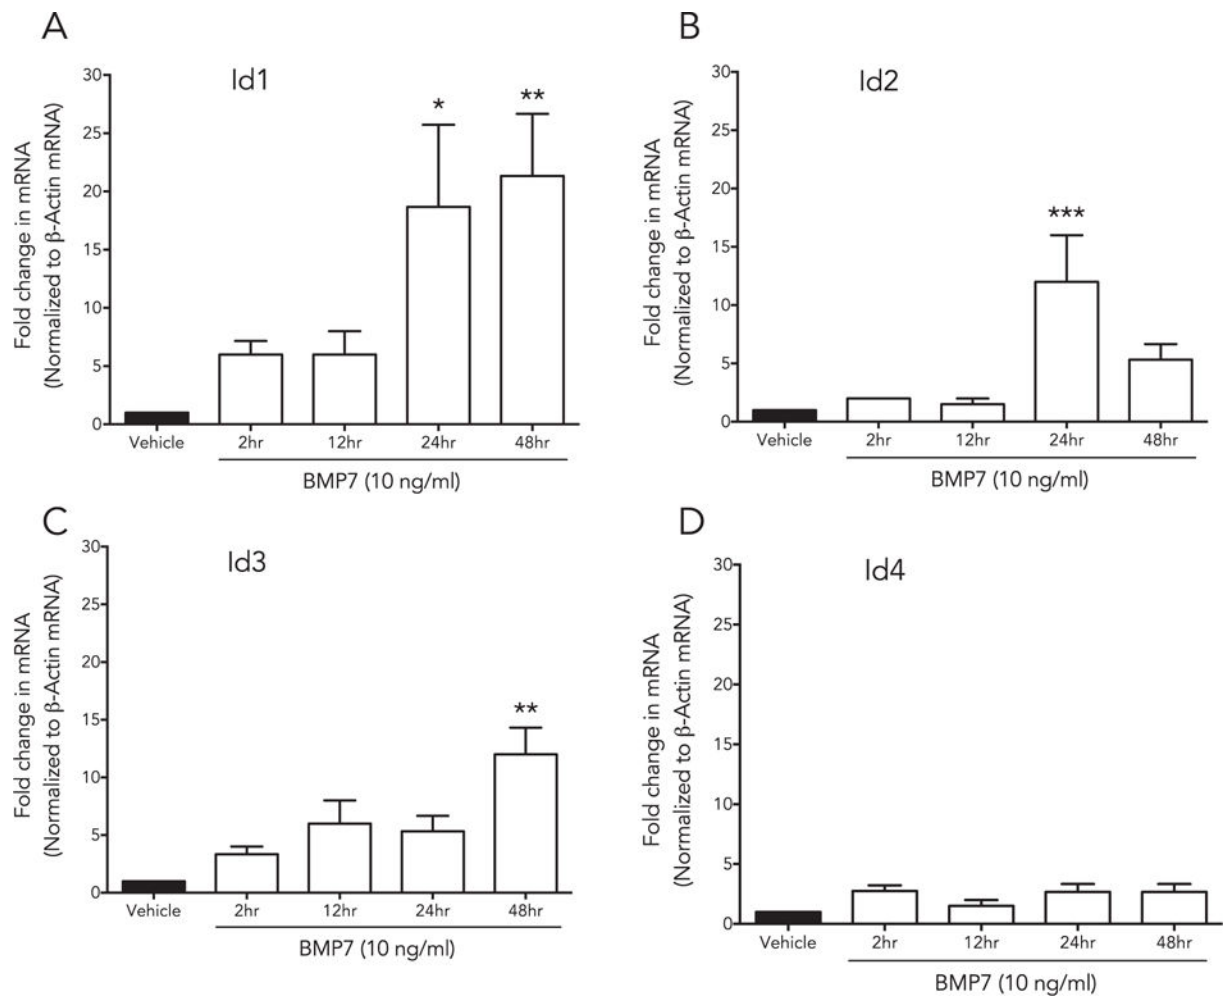 A
Id1
Fold change in mRNA
(Normalized to β-Actin mRNA)
30
25
20
15
10
5
0
*
**
Vehicle 2hr 12hr 24hr 48hr
BMP7 (10 ng/ml)
B
Id2
Fold change in mRNA
(Normalized to β-Actin mRNA)
30
25
20
15
10
5
0
***
Vehicle 2hr 12hr 24hr 48hr
BMP7 (10 ng/ml)
C
Id3
Fold change in mRNA
(Normalized to β-Actin mRNA)
30
25
20
15
10
5
0
**
Vehicle 2hr 12hr 24hr 48hr
BMP7 (10 ng/ml)
D
Id4
Fold change in mRNA
(Normalized to β-Actin mRNA)
30
25
20
15
10
5
0
Vehicle 2hr 12hr 24hr 48hr
BMP7 (10 ng/ml)